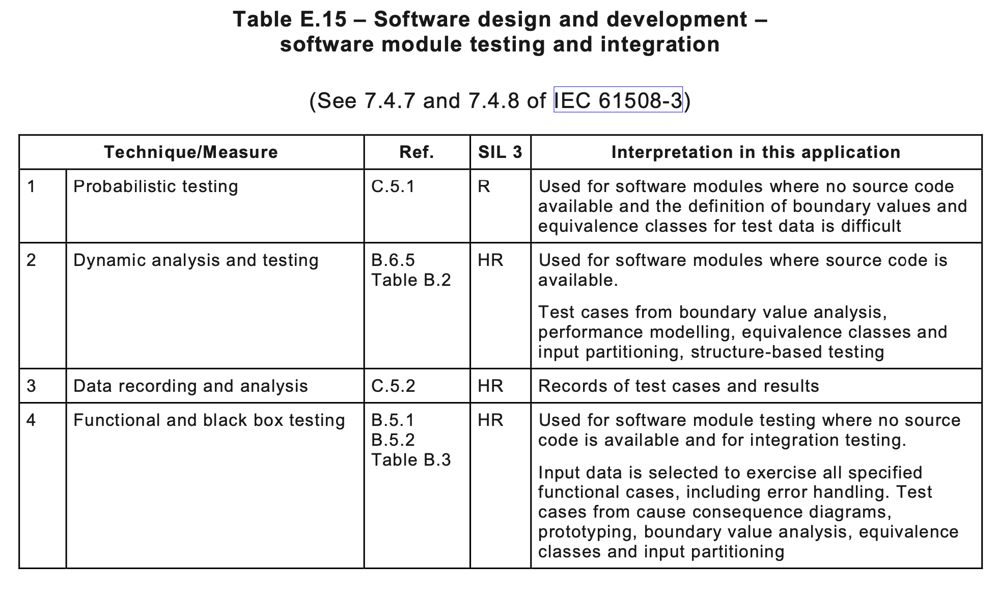 Table E.15 – Software design and development –
software module testing and integration
(See 7.4.7 and 7.4.8 of IEC 61508-3)
Technique/Measure Ref. SIL 3 Interpretation in this application
1 Probabilistic testing C.5.1 R Used for software modules where no source code
available and the definition of boundary values and
equivalence classes for test data is difficult
2 Dynamic analysis and testing B.6.5 HR Used for software modules where source code is
Table B.2 available.
Test cases from boundary value analysis,
performance modelling, equivalence classes and
input partitioning, structure-based testing
3 Data recording and analysis C.5.2 HR Records of test cases and results
4 Functional and black box testing B.5.1 HR Used for software module testing where no source
B.5.2 code is available and for integration testing.
Table B.3
Input data is selected to exercise all specified
functional cases, including error handling. Test
cases from cause consequence diagrams,
prototyping, boundary value analysis, equivalence
classes and input partitioning